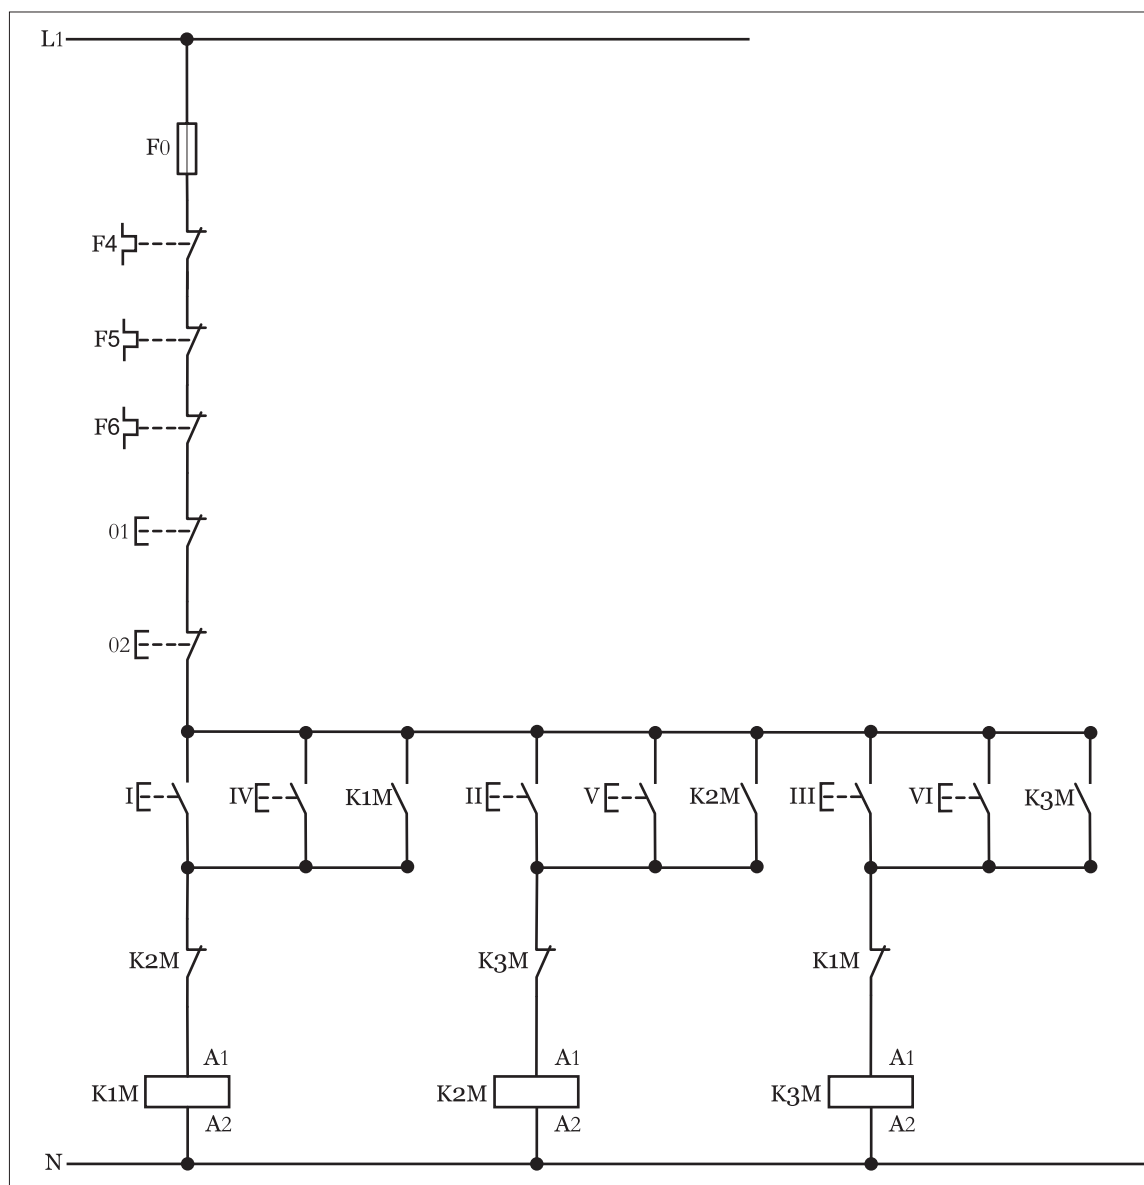 L1
F0
F4
F5
F6
01
02
I IV K1M II V K2M III VI K3M
K2M K3M K1M
A1 A1 A1
K1M K2M K3M
A2 A2 A2
N